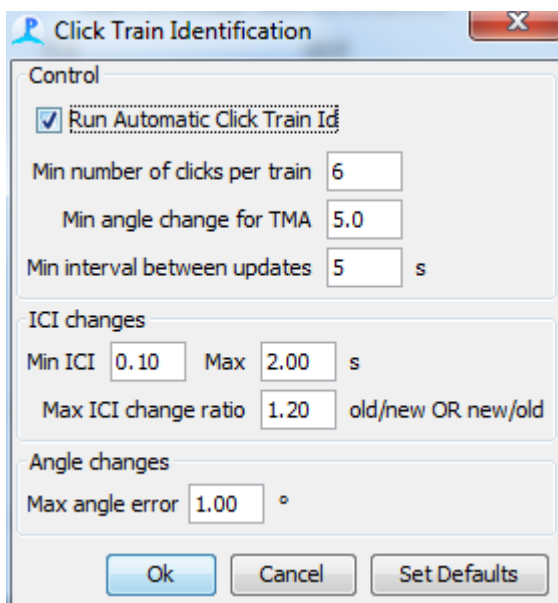 Click Train Identification
Control
Run Automatic Click Train Id
Min number of clicks per train 6
Min angle change for TMA 5.0
Min interval between updates 5 s
ICI changes
Min ICI 0.10 Max 2.00 s
Max ICI change ratio 1.20 old/new OR new/old
Angle changes
Max angle error 1.00 °
Ok Cancel Set Defaults